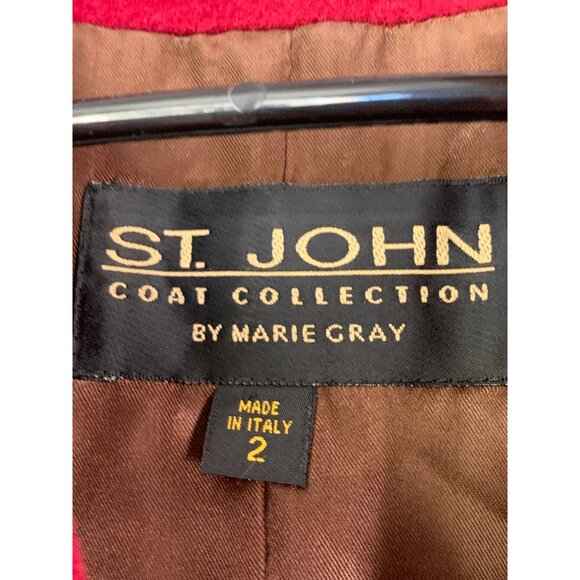 ST. JOHN
COAT COLLECTION
BY MARIE GRAY
MADE
IN ITALY
2